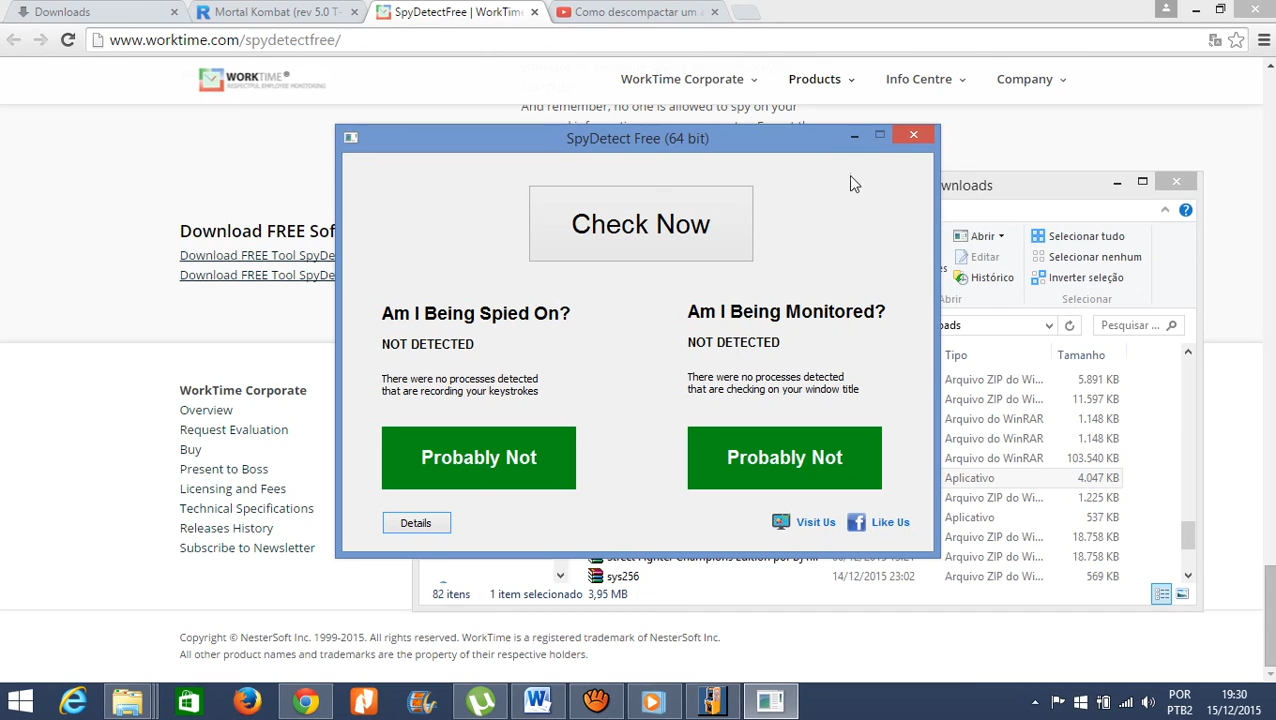 Downloads
Mortal Kombat (rev 5.0 T-
SpyDetectFree | WorkTim
Como descompactar um a
www.worktime.com/spydetectfree/
WORKTIME®
RESPECTFUL EMPLOYEE MONITORING
WorkTime Corporate
Products
Info Centre
Company
And remember, no one is allowed to spy on your
SpyDetect Free (64 bit)
Check Now
Am I Being Spied On?
NOT DETECTED
There were no processes detected
that are recording your keystrokes
Probably Not
Am I Being Monitored?
NOT DETECTED
There were no processes detected
that are checking on your window title
Probably Not
Details
Visit Us
Like Us
Download FREE Sof
Download FREE Tool SpyDe
Download FREE Tool SpyDe
wnloads
Abrir
Editar
Histórico
Abrir
Selecionar tudo
Selecionar nenhum
Inverter seleção
Selecionar
oads
Pesquisar ...
Tipo
Tamanho
Arquivo ZIP do Wi...
5.891 KB
Arquivo ZIP do Wi...
11.597 KB
Arquivo do WinRAR
1.148 KB
Arquivo do WinRAR
1.148 KB
Arquivo do WinRAR
103.540 KB
Aplicativo
4.047 KB
Arquivo ZIP do Wi...
1.225 KB
Aplicativo
537 KB
Arquivo ZIP do Wi...
18.758 KB
Arquivo ZIP do Wi...
18.758 KB
sys256
14/12/2015 23:02
Arquivo ZIP do Wi...
569 KB
82 itens
1 item selecionado 3,95 MB
WorkTime Corporate
Overview
Request Evaluation
Buy
Present to Boss
Licensing and Fees
Technical Specifications
Releases History
Subscribe to Newsletter
Copyright © NesterSoft Inc. 1999-2015. All rights reserved. WorkTime is a registered trademark of NesterSoft Inc.
All other product names and trademarks are the property of their respective holders.
POR
PTB2
19:30
15/12/2015